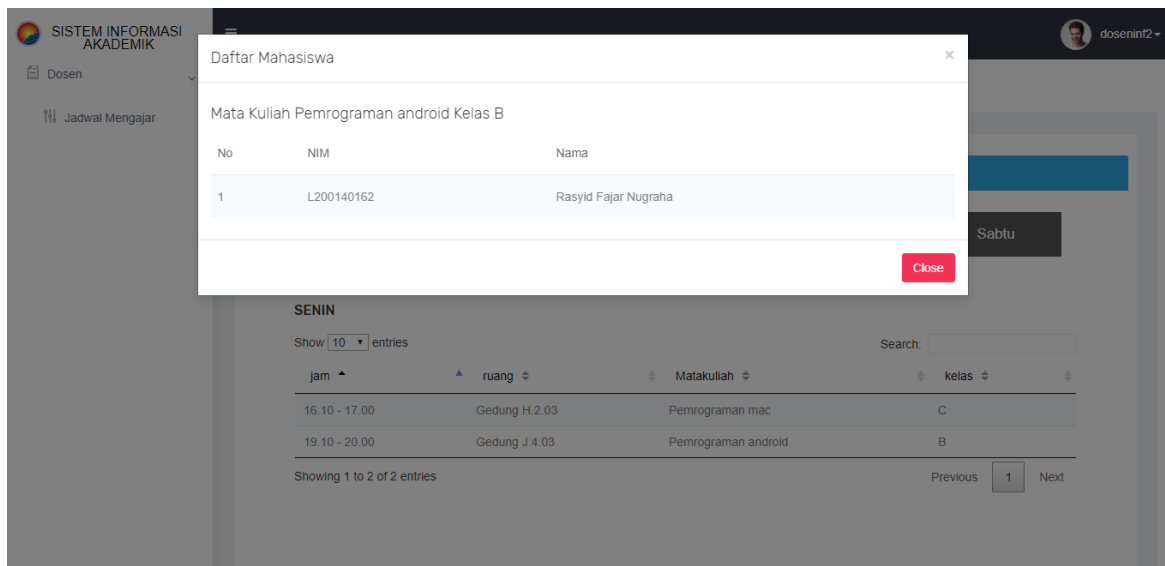 SISTEM INFORMASI
AKADEMIK
doseninf2
Dosen
Jadwal Mengajar
Daftar Mahasiswa
×
Mata Kuliah Pemrograman android Kelas B
No NIM Nama
1 L200140162 Rasyid Fajar Nugraha
Close
Sabtu
SENIN
Show 10 entries
Search:
jam ruang Matakuliah kelas
16.10 - 17.00 Gedung H.2.03 Pemrograman mac C
19.10 - 20.00 Gedung J.4.03 Pemrograman android B
Showing 1 to 2 of 2 entries
Previous 1 Next